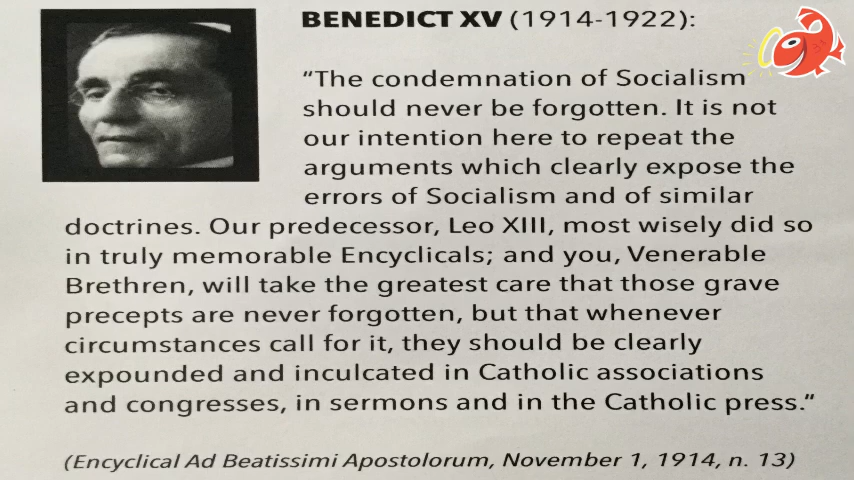 BENEDICT XV (1914-1922):
“The condemnation of Socialism
should never be forgotten. It is not
our intention here to repeat the
arguments which clearly expose the
errors of Socialism and of similar
doctrines. Our predecessor, Leo XIII, most wisely did so
in truly memorable Encyclicals; and you, Venerable
Brethren, will take the greatest care that those grave
precepts are never forgotten, but that whenever
circumstances call for it, they should be clearly
expounded and inculcated in Catholic associations
and congresses, in sermons and in the Catholic press.”
(Encyclical Ad Beatissimi Apostolorum, November 1, 1914, n. 13)